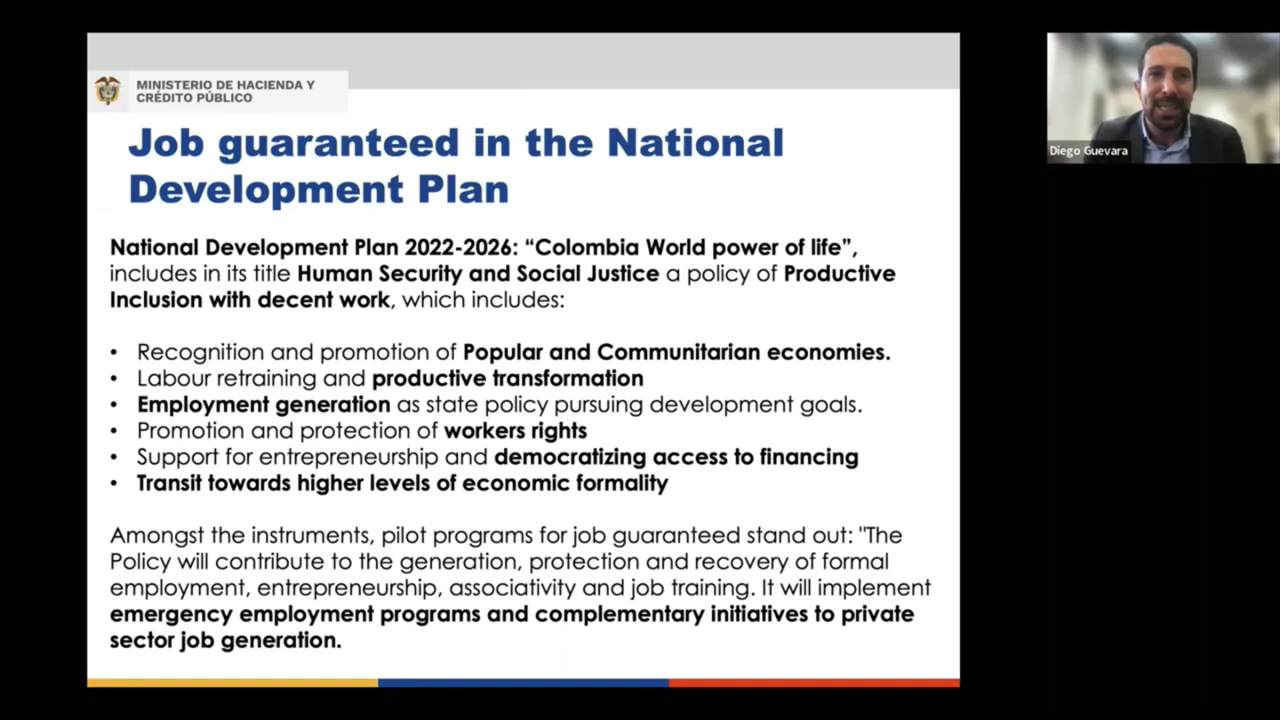 MINISTERIO DE HACIENDA Y
CRÉDITO PÚBLICO
Job guaranteed in the National
Development Plan
National Development Plan 2022-2026: “Colombia World power of life”,
includes in its title Human Security and Social Justice a policy of Productive
Inclusion with decent work, which includes:
• Recognition and promotion of Popular and Communitarian economies.
• Labour retraining and productive transformation
• Employment generation as state policy pursuing development goals.
• Promotion and protection of workers rights
• Support for entrepreneurship and democratizing access to financing
• Transit towards higher levels of economic formality
Amongst the instruments, pilot programs for job guaranteed stand out: "The
Policy will contribute to the generation, protection and recovery of formal
employment, entrepreneurship, associativity and job training. It will implement
emergency employment programs and complementary initiatives to private
sector job generation.
Diego Guevara